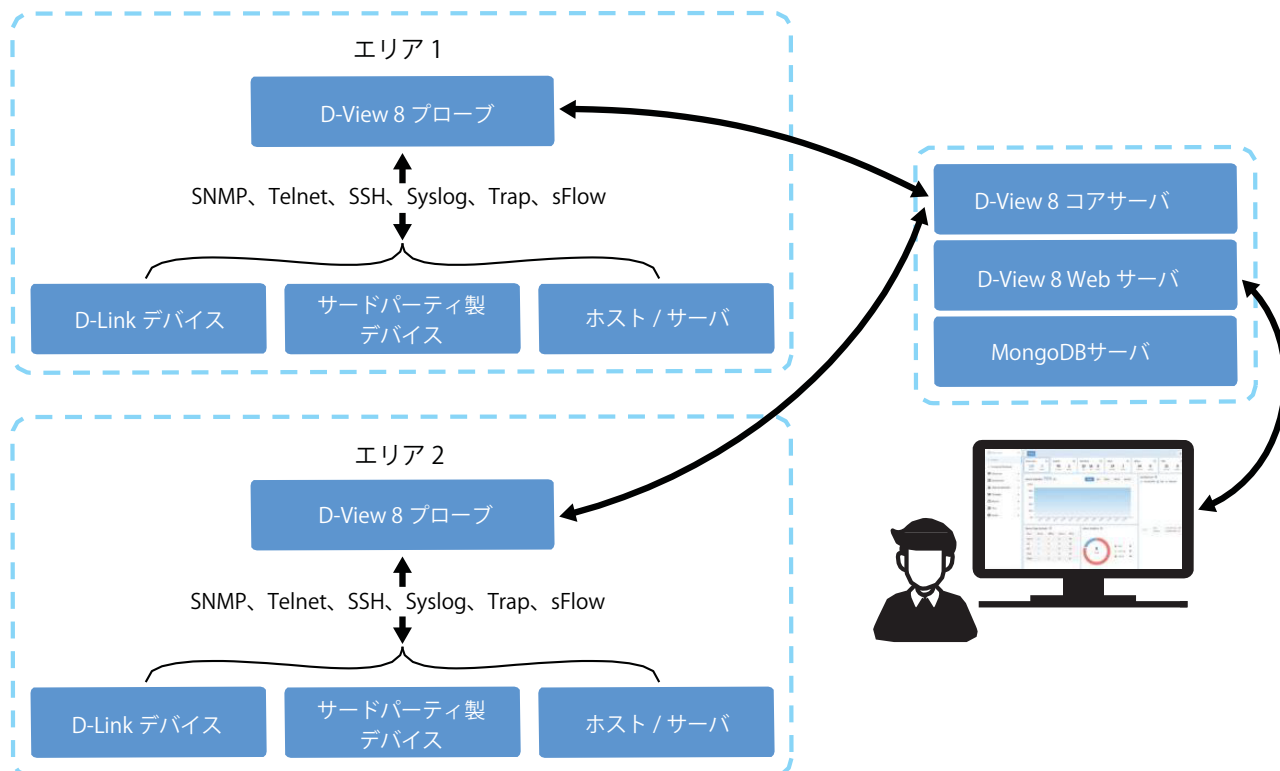 エリア 1
D-View 8 プローブ
SNMP、Telnet、SSH、Syslog、Trap、sFlow
D-Link デバイス
サードパーティ製
デバイス
ホスト / サーバ
D-View 8 コアサーバ
D-View 8 Web サーバ
MongoDBサーバ
エリア 2
D-View 8 プローブ
SNMP、Telnet、SSH、Syslog、Trap、sFlow
D-Link デバイス
サードパーティ製
デバイス
ホスト / サーバ